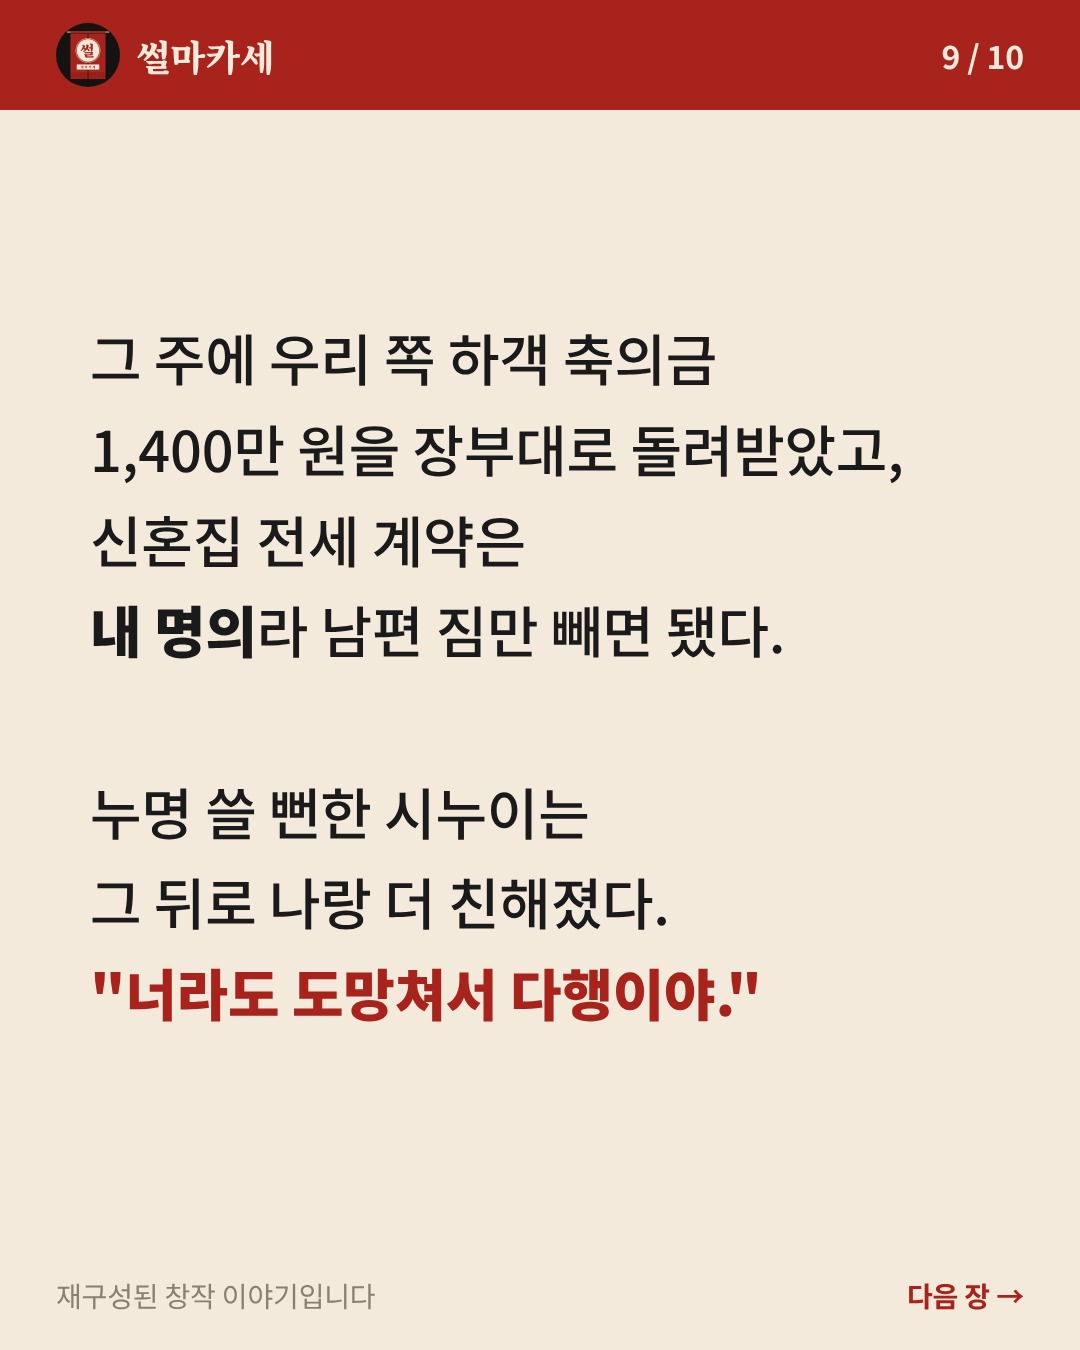 썰
썰마카세
9 / 10
그 주에 우리 쪽 하객 축의금
1,400만 원을 장부대로 돌려받았고,
신혼집 전세 계약은
내 명의라 남편 짐만 빼면 됐다.
누명 쓸 뻔한 시누이는
그 뒤로 나랑 더 친해졌다.
"너라도 도망쳐서 다행이야."
재구성된 창작 이야기입니다
다음 장 →